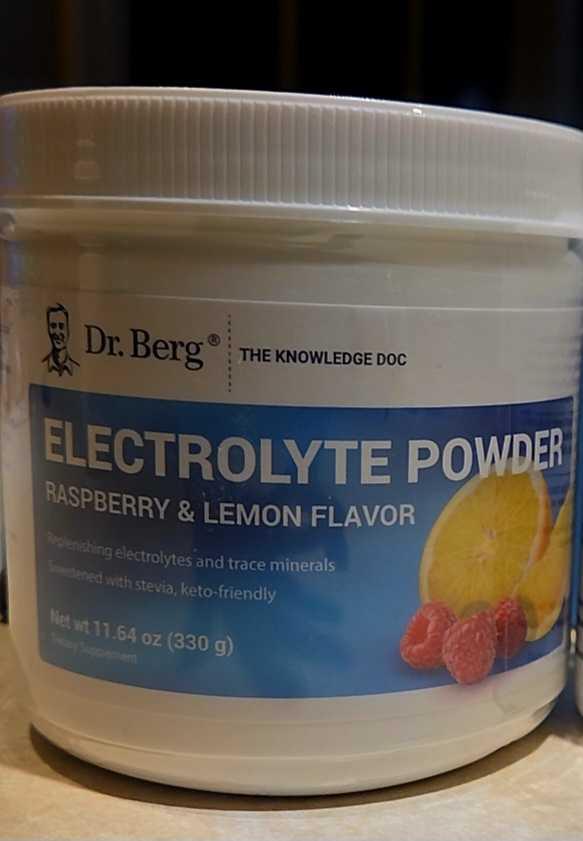 Dr. Berg®
THE KNOWLEDGE DOC
ELECTROLYTE POWDER
RASPBERRY & LEMON FLAVOR
Replenishing electrolytes and trace minerals
Sweetened with stevia, keto-friendly
Net wt 11.64 oz (330 g)
Dietary Supplement